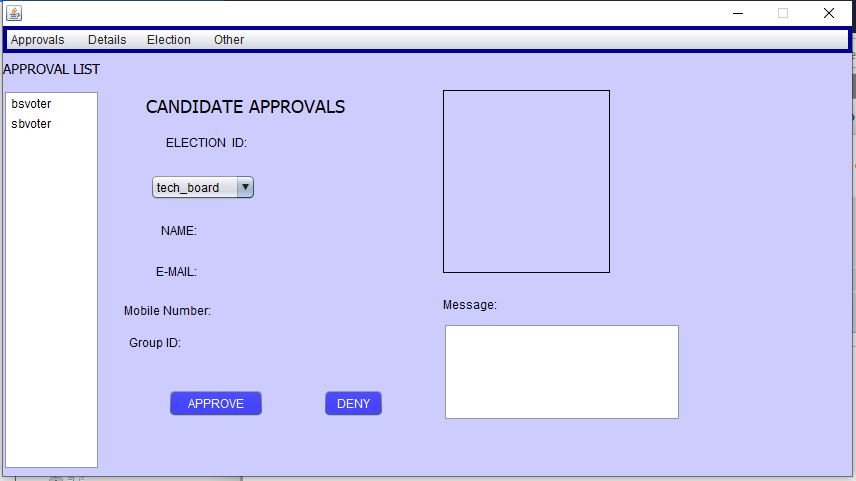 Approvals Details Election Other
APPROVAL LIST
bsvoter
sbvoter
CANDIDATE APPROVALS
ELECTION ID:
tech_board
NAME:
E-MAIL:
Mobile Number:
Group ID:
APPROVE
DENY
Message: